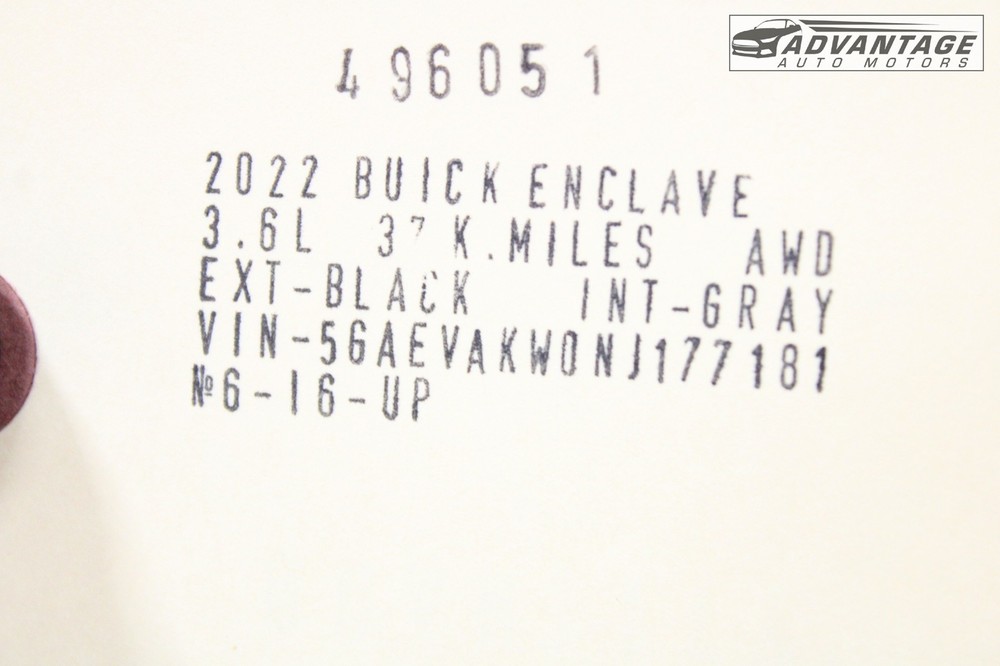 ADVANTAGE
AUTO MOTORS
496051
2022 BUICK ENCLAVE
3.6L 37 K.MILES AWD
EXT-BLACK INT-GRAY
VIN-5GAEVAKW0NJ177181
№6-16-UP